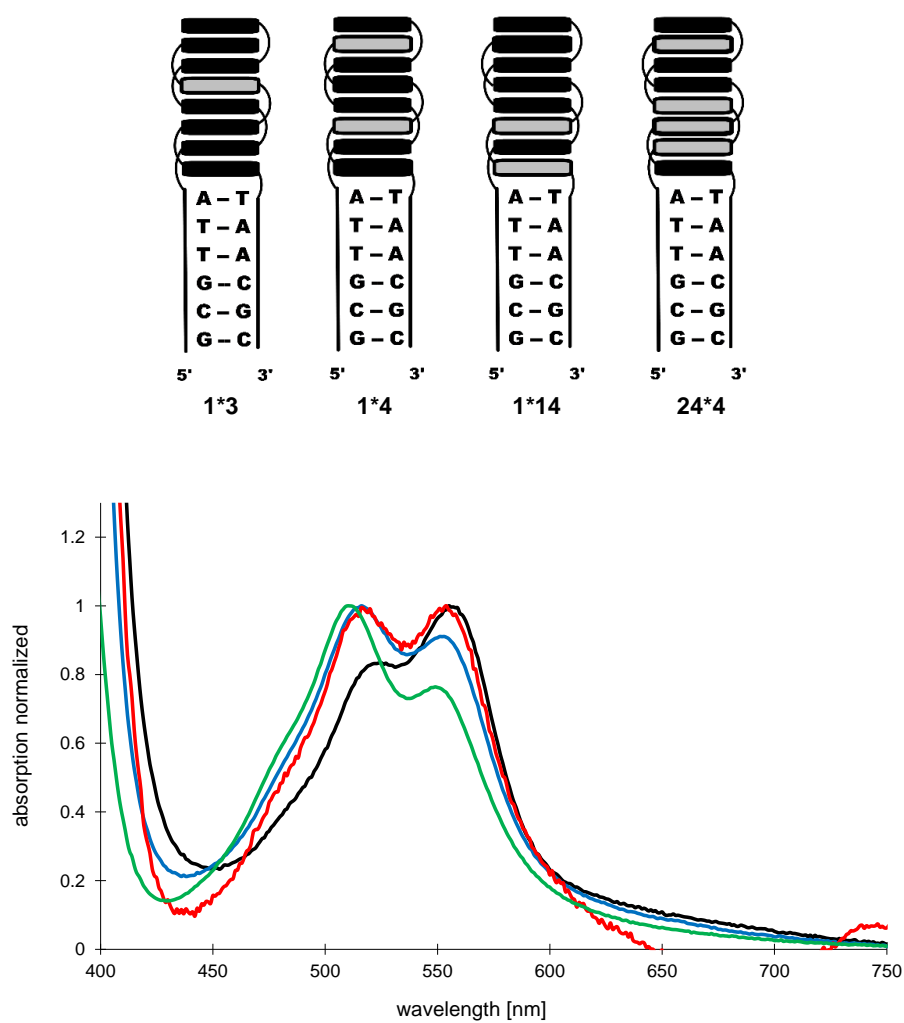 A – T A – T A – T A – T
T – A T – A T – A T – A
T – A T – A T – A T – A
G – C G – C G – C G – C
C – G C – G C – G C – G
G – C G – C G – C G – C
5' 3' 5' 3' 5' 3' 5' 3'
1*3 1*4 1*14 24*4
1.2
1
0.8
0.6
0.4
0.2
0
absorption normalized
400 450 500 550 600 650 700 750
wavelength [nm]